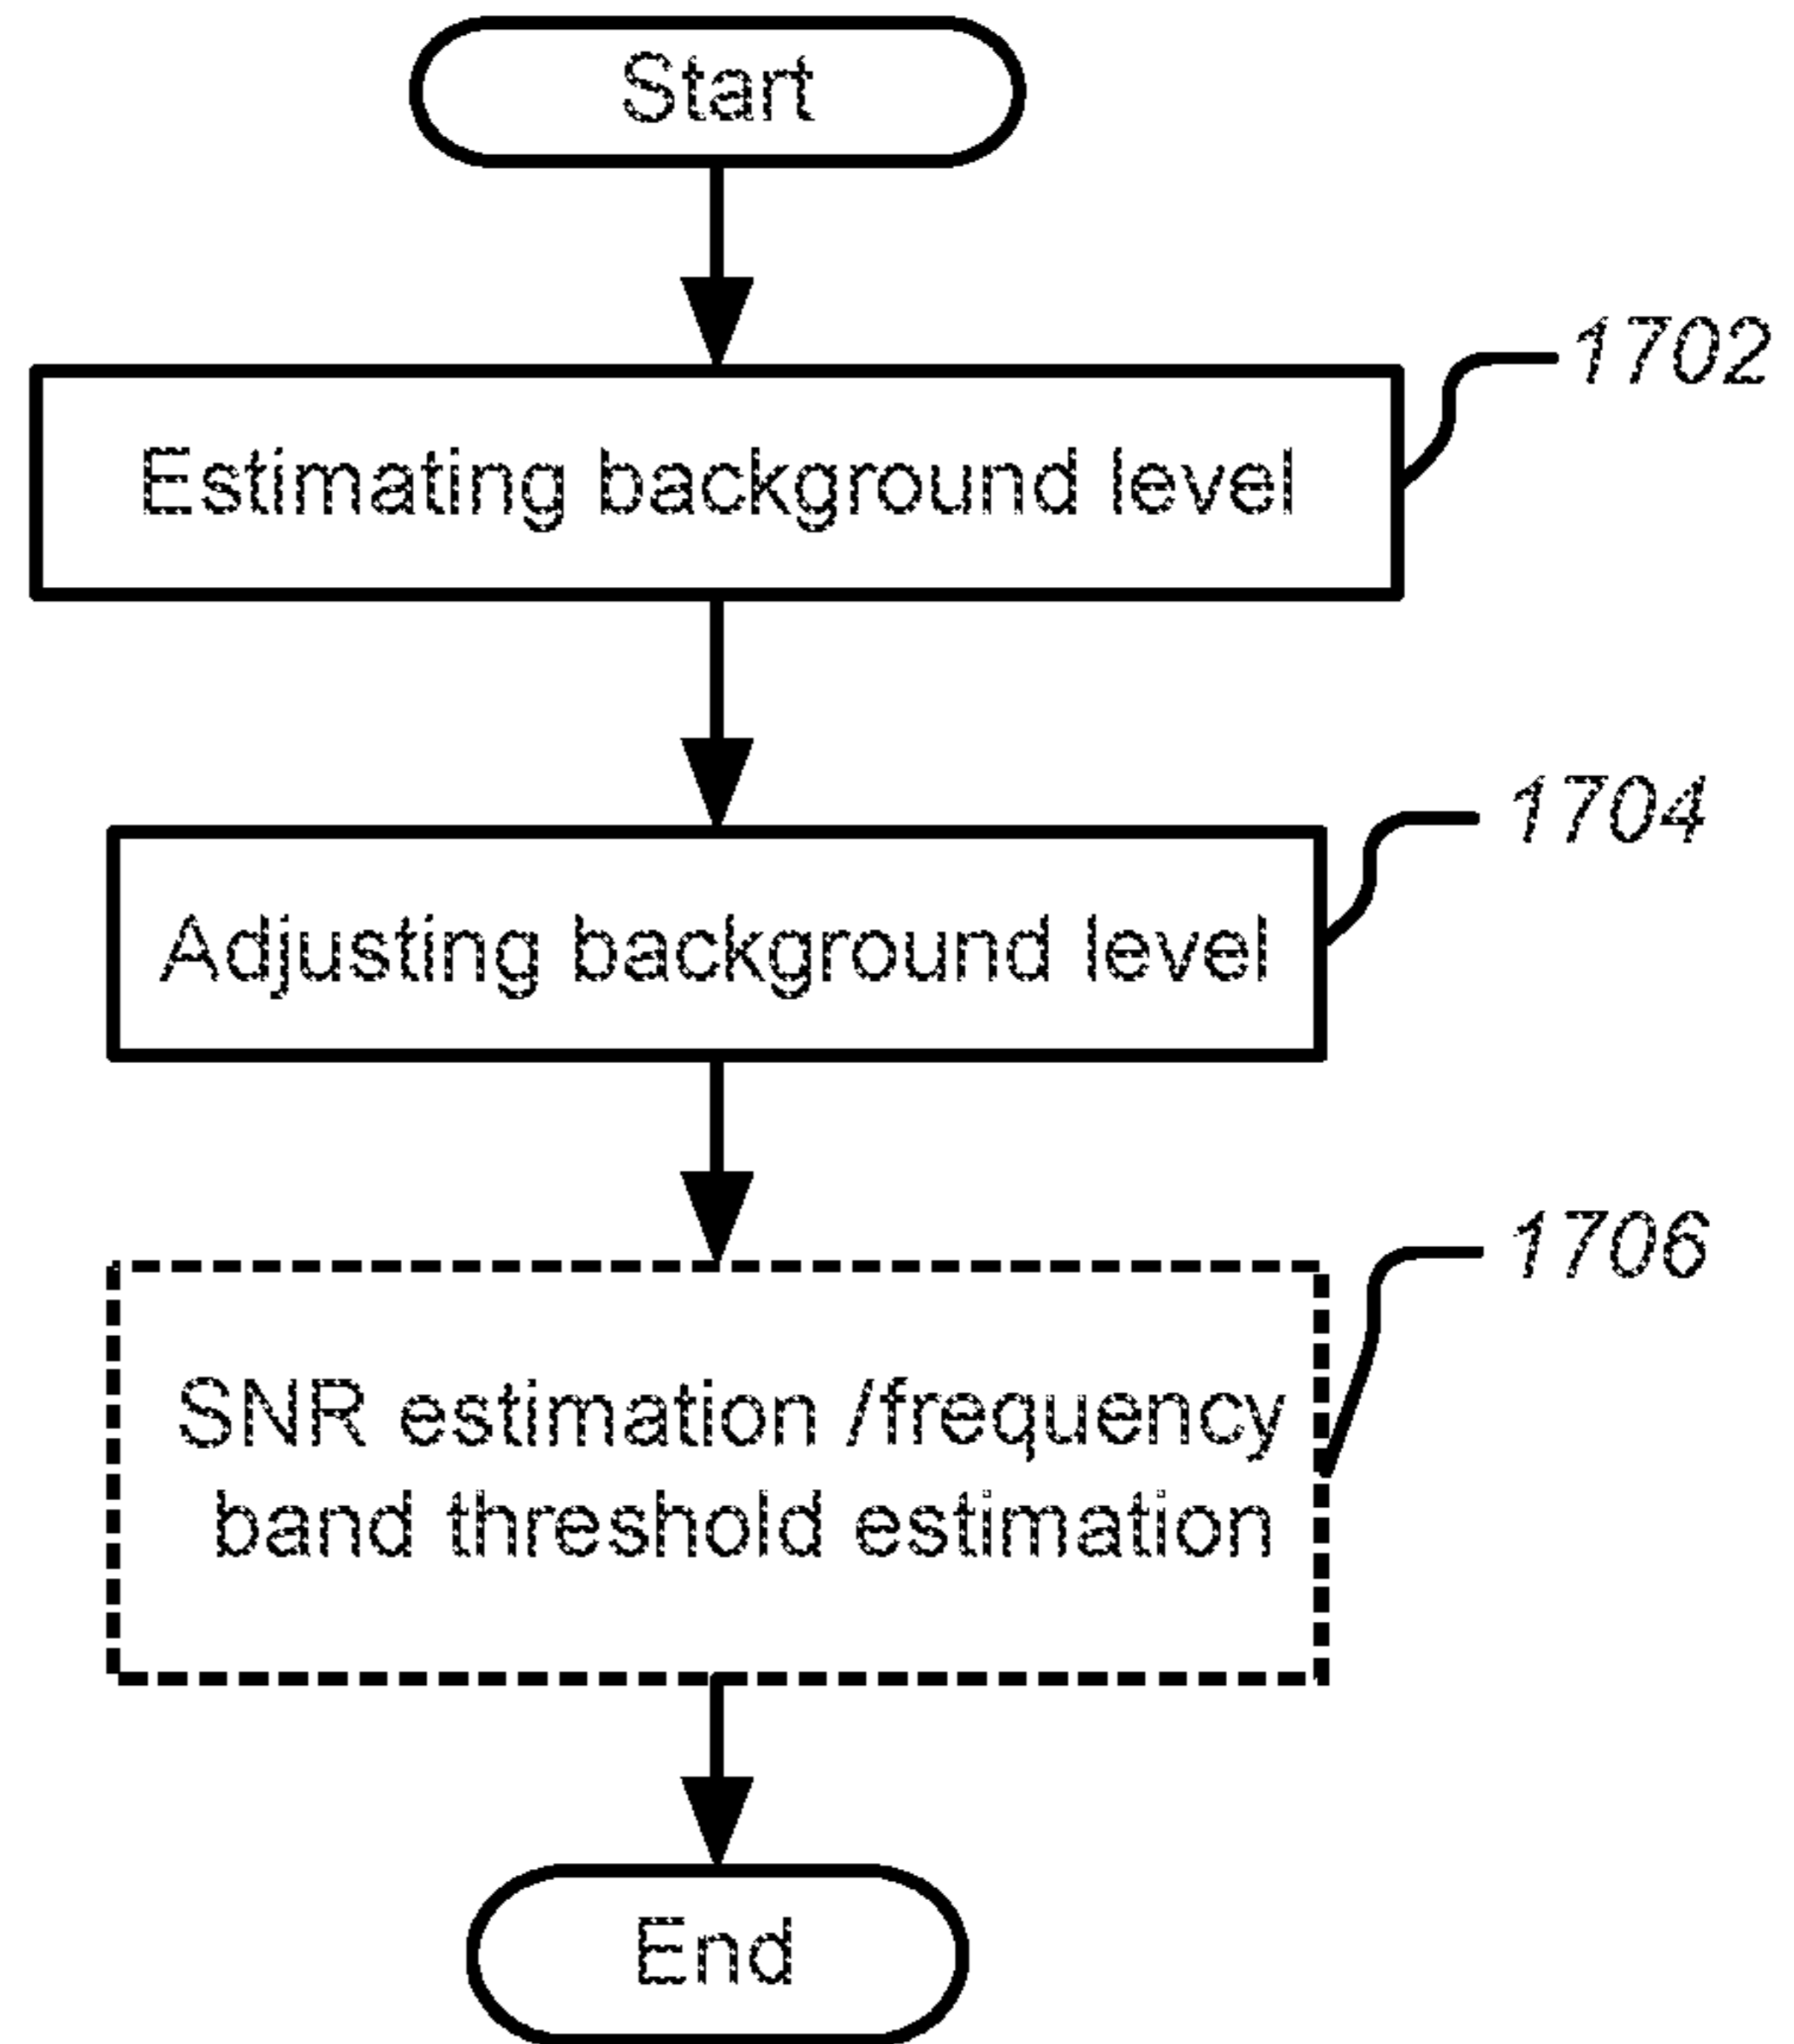 Start
1702
Estimating background level
1704
Adjusting background level
1706
SNR estimation /frequency
band threshold estimation
End